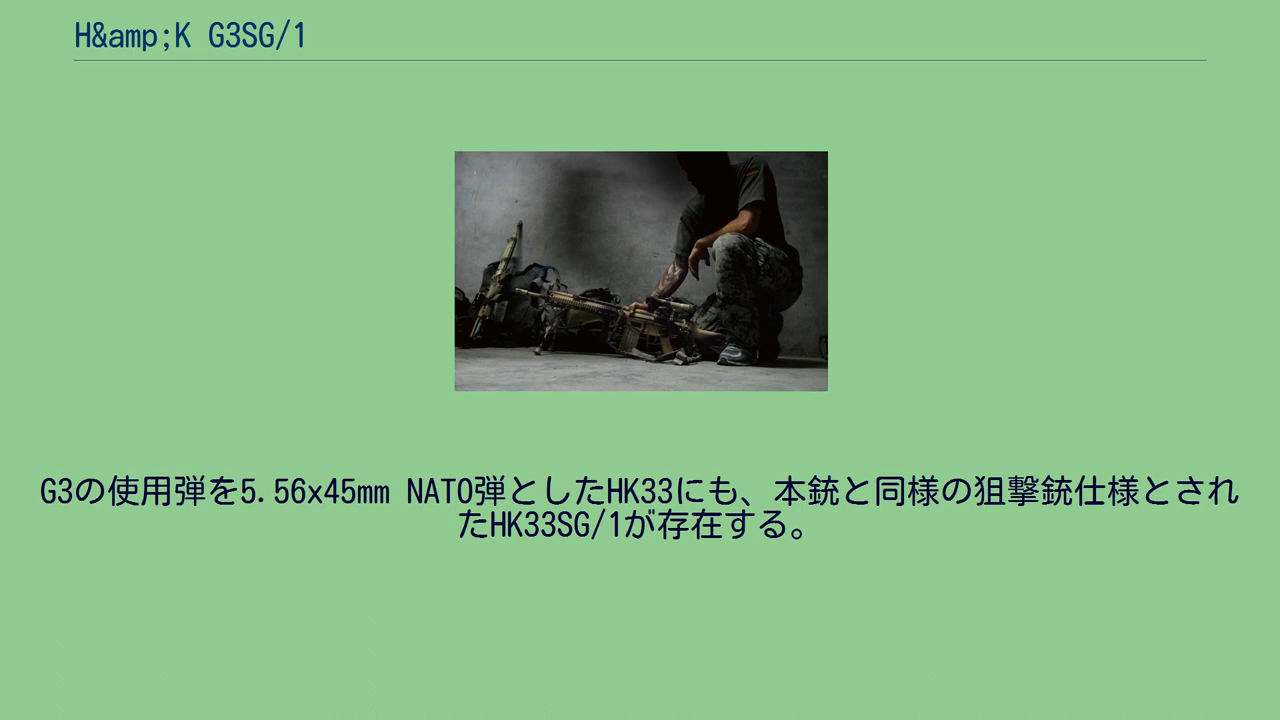 H&amp;K G3SG/1
G3の使用弾を5.56x45mm NATO弾としたHK33にも、本銃と同様の狙撃銃仕様とされ
たHK33SG/1が存在する。